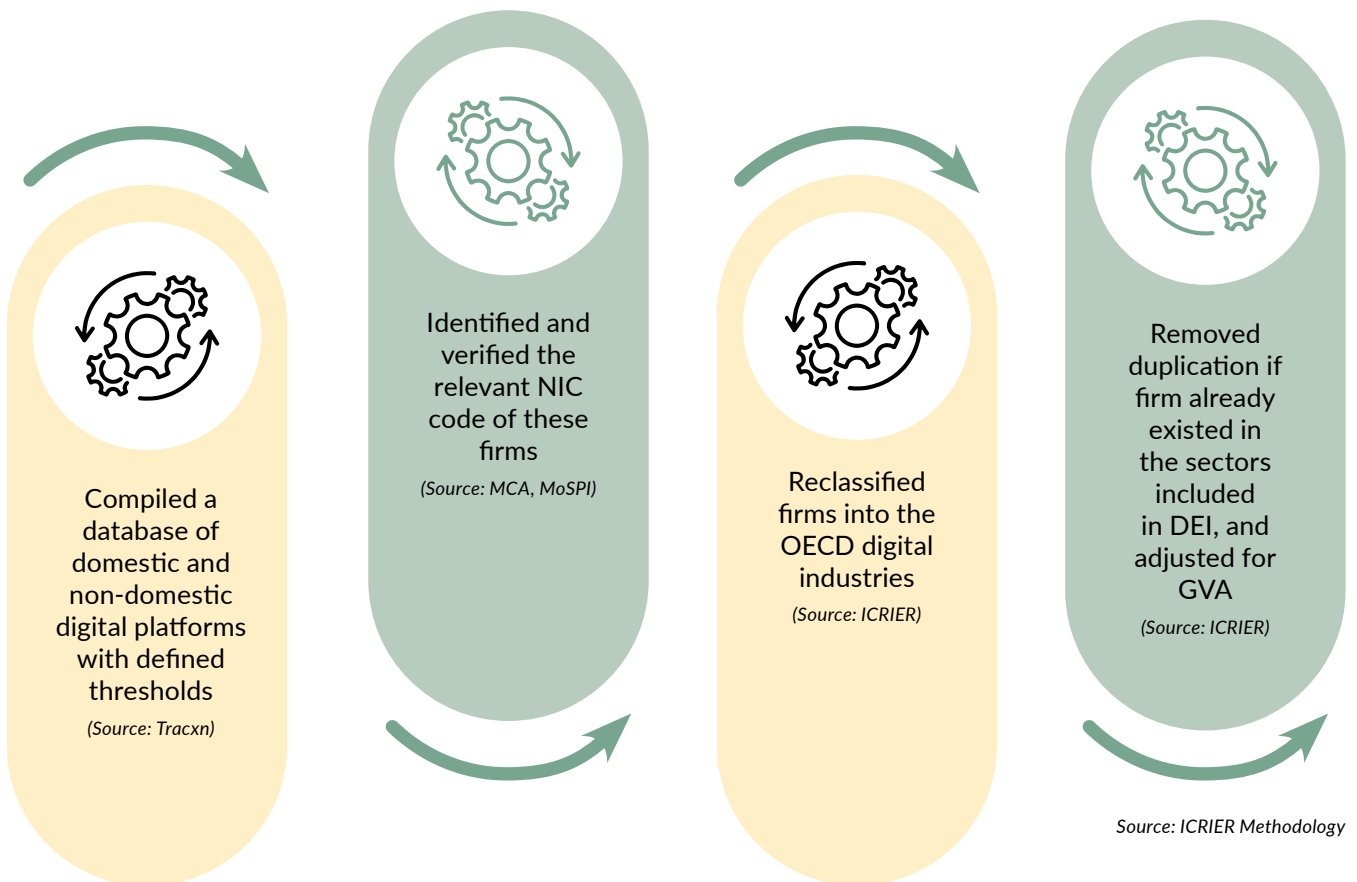 Compiled a
database of
domestic and
non-domestic
digital platforms
with defined
thresholds
(Source: Tracxn)
Identified and
verified the
relevant NIC
code of these
firms
(Source: MCA, MoSPI)
Reclassified
firms into the
OECD digital
industries
(Source: ICRIER)
Removed
duplication if
firm already
existed in
the sectors
included
in DEI, and
adjusted for
GVA
(Source: ICRIER)
Source: ICRIER Methodology